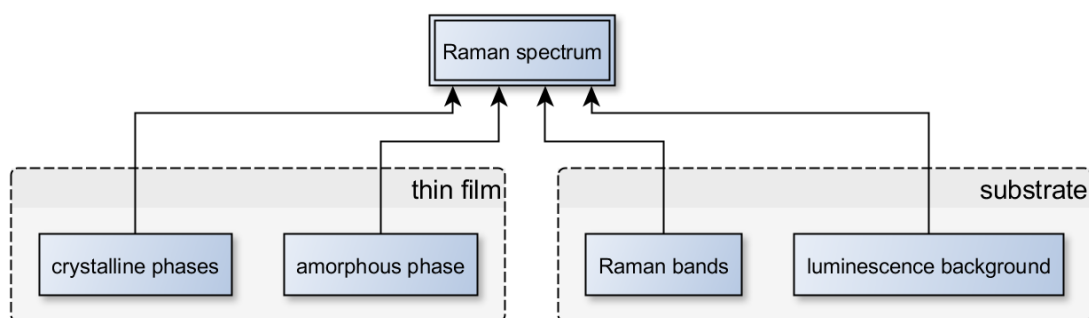 Raman spectrum
thin film
substrate
crystalline phases
amorphous phase
Raman bands
luminescence background